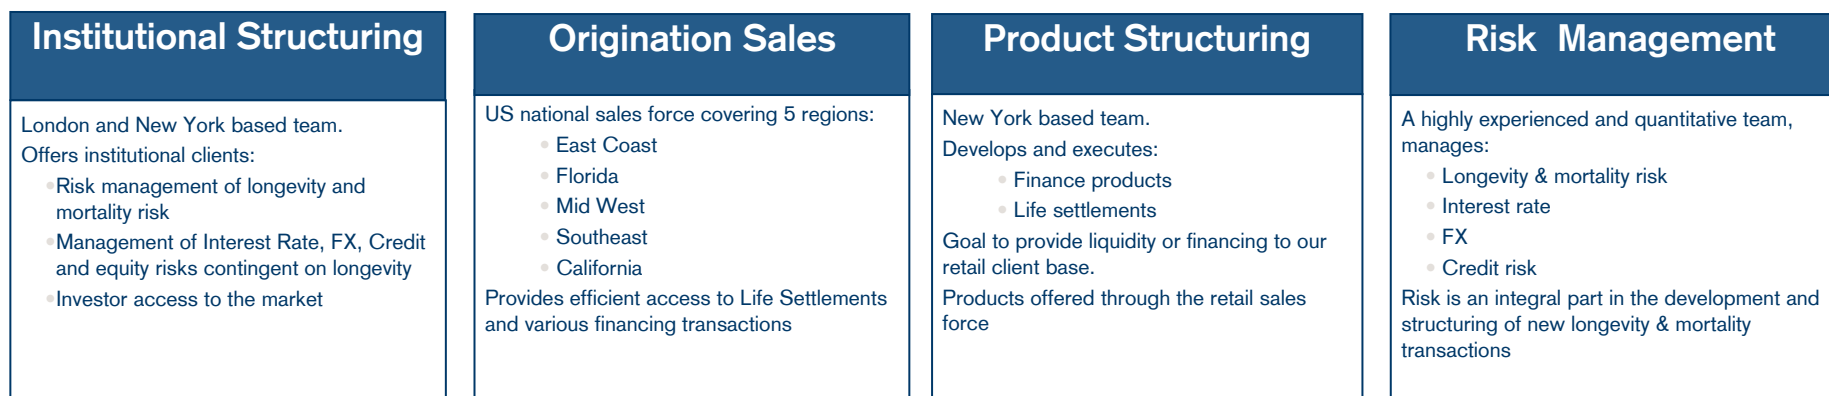 Institutional Structuring
London and New York based team.
Offers institutional clients:
•Risk management of longevity and
mortality risk
•Management of Interest Rate, FX, Credit
and equity risks contingent on longevity
•Investor access to the market
Origination Sales
US national sales force covering 5 regions:
• East Coast
• Florida
• Mid West
• Southeast
• California
Provides efficient access to Life Settlements
and various financing transactions
Product Structuring
New York based team.
Develops and executes:
• Finance products
• Life settlements
Goal to provide liquidity or financing to our
retail client base.
Products offered through the retail sales
force
Risk Management
A highly experienced and quantitative team,
manages:
• Longevity & mortality risk
• Interest rate
• FX
• Credit risk
Risk is an integral part in the development and
structuring of new longevity & mortality
transactions